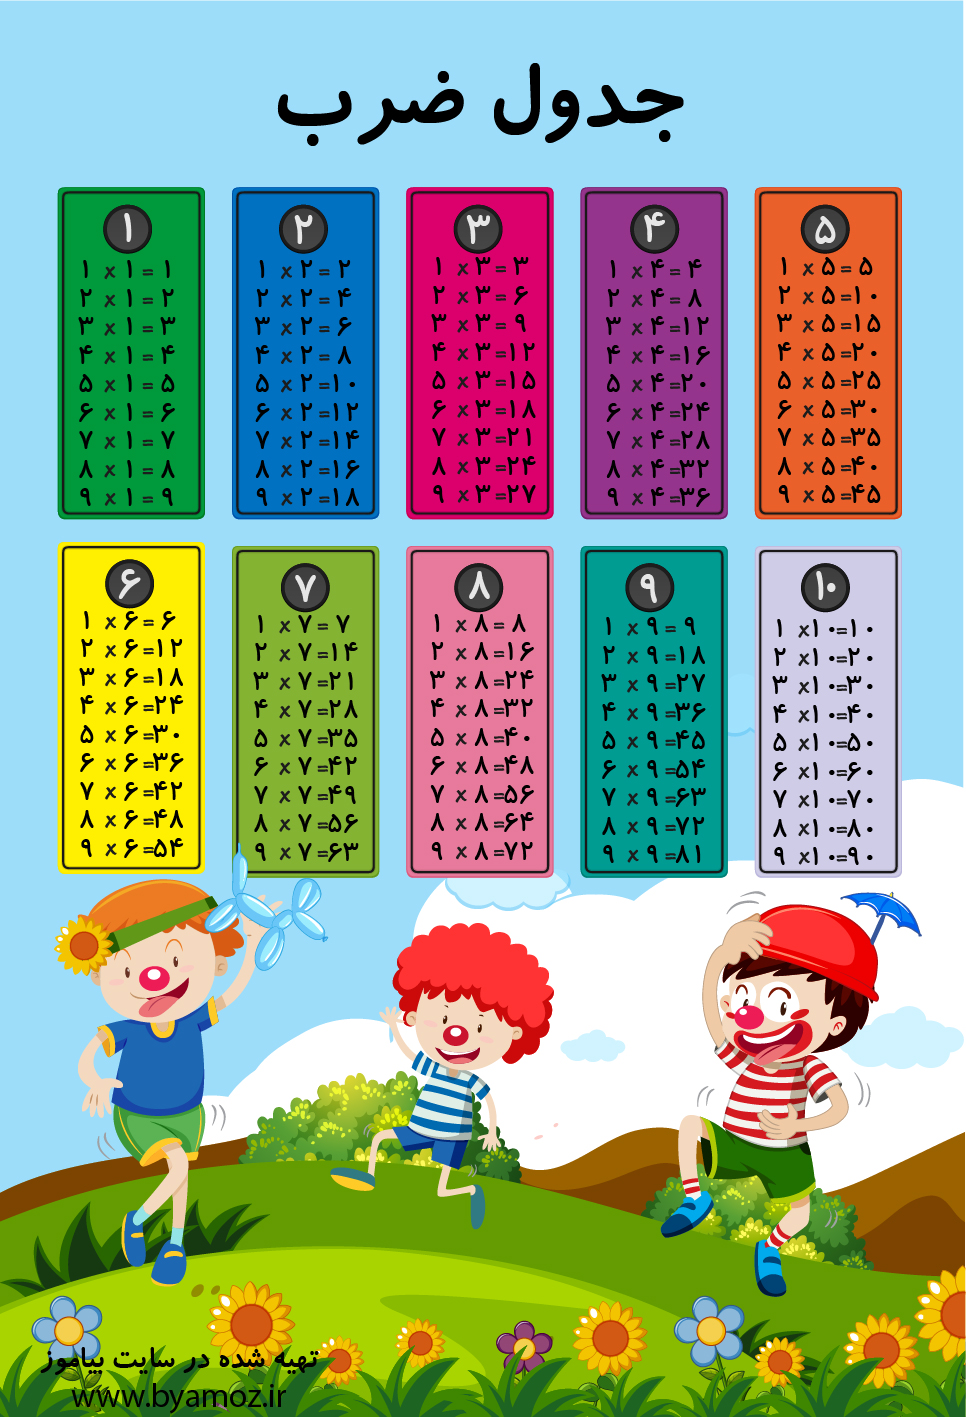 جدول ضرب
۱
۱ × ۱ = ۱
۲ × ۱ = ۲
۳ × ۱ = ۳
۴ × ۱ = ۴
۵ × ۱ = ۵
۶ × ۱ = ۶
۷ × ۱ = ۷
۸ × ۱ = ۸
۹ × ۱ = ۹
۲
۱ × ۲ = ۲
۲ × ۲ = ۴
۳ × ۲ = ۶
۴ × ۲ = ۸
۵ × ۲ =۱۰
۶ × ۲ =۱۲
۷ × ۲ =۱۴
۸ × ۲ =۱۶
۹ × ۲ =۱۸
۳
۱ × ۳ = ۳
۲ × ۳ = ۶
۳ × ۳ = ۹
۴ × ۳ =۱۲
۵ × ۳ =۱۵
۶ × ۳ =۱۸
۷ × ۳ =۲۱
۸ × ۳ =۲۴
۹ × ۳ =۲۷
۴
۱ × ۴ = ۴
۲ × ۴ = ۸
۳ × ۴ =۱۲
۴ × ۴ =۱۶
۵ × ۴ =۲۰
۶ × ۴ =۲۴
۷ × ۴ =۲۸
۸ × ۴ =۳۲
۹ × ۴ =۳۶
۵
۱ × ۵ = ۵
۲ × ۵ =۱۰
۳ × ۵ =۱۵
۴ × ۵ =۲۰
۵ × ۵ =۲۵
۶ × ۵ =۳۰
۷ × ۵ =۳۵
۸ × ۵ =۴۰
۹ × ۵ =۴۵
۶
۱ × ۶ = ۶
۲ × ۶ =۱۲
۳ × ۶ =۱۸
۴ × ۶ =۲۴
۵ × ۶ =۳۰
۶ × ۶ =۳۶
۷ × ۶ =۴۲
۸ × ۶ =۴۸
۹ × ۶ =۵۴
۷
۱ × ۷ = ۷
۲ × ۷ =۱۴
۳ × ۷ =۲۱
۴ × ۷ =۲۸
۵ × ۷ =۳۵
۶ × ۷ =۴۲
۷ × ۷ =۴۹
۸ × ۷ =۵۶
۹ × ۷ =۶۳
۸
۱ × ۸ = ۸
۲ × ۸ =۱۶
۳ × ۸ =۲۴
۴ × ۸ =۳۲
۵ × ۸ =۴۰
۶ × ۸ =۴۸
۷ × ۸ =۵۶
۸ × ۸ =۶۴
۹ × ۸ =۷۲
۹
۱ × ۹ = ۹
۲ × ۹ =۱۸
۳ × ۹ =۲۷
۴ × ۹ =۳۶
۵ × ۹ =۴۵
۶ × ۹ =۵۴
۷ × ۹ =۶۳
۸ × ۹ =۷۲
۹ × ۹ =۸۱
۱۰
۱ ×۱۰=۱۰
۲ ×۱۰=۲۰
۳ ×۱۰=۳۰
۴ ×۱۰=۴۰
۵ ×۱۰=۵۰
۶ ×۱۰=۶۰
۷ ×۱۰=۷۰
۸ ×۱۰=۸۰
۹ ×۱۰=۹۰
تهیه شده در سایت بیاموز
www.byamoz.ir